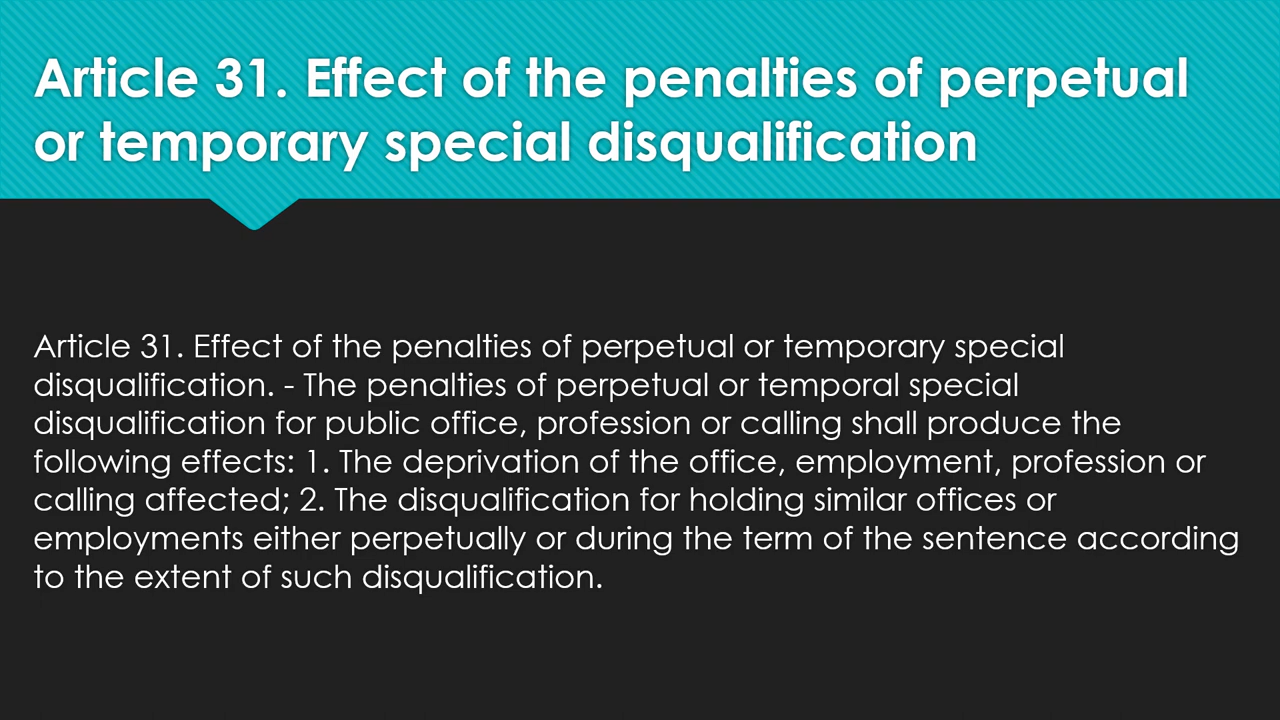 Article 31. Effect of the penalties of perpetual
or temporary special disqualification
Article 31. Effect of the penalties of perpetual or temporary special
disqualification. - The penalties of perpetual or temporal special
disqualification for public office, profession or calling shall produce the
following effects: 1. The deprivation of the office, employment, profession or
calling affected; 2. The disqualification for holding similar offices or
employments either perpetually or during the term of the sentence according
to the extent of such disqualification.